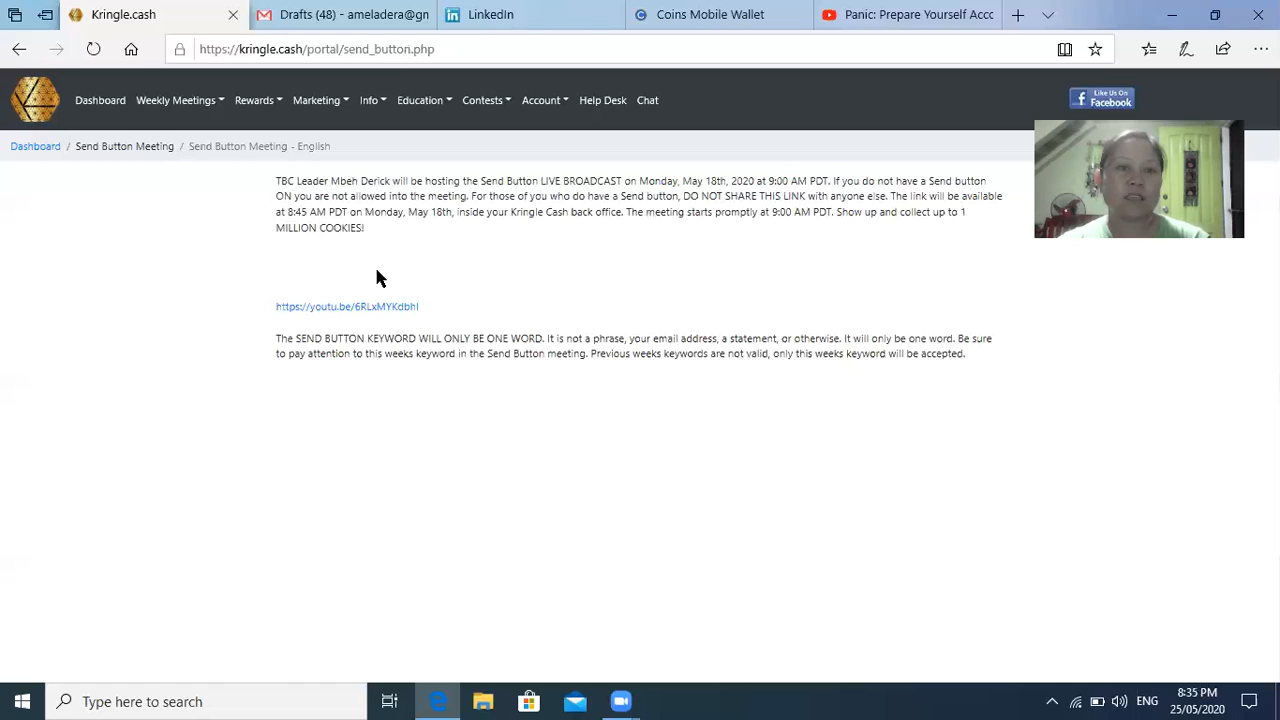 Kringle.cash
Drafts (48) - ameladera@gn
LinkedIn
Coins Mobile Wallet
Panic: Prepare Yourself Accc
https://kringle.cash/portal/send_button.php
Dashboard Weekly Meetings Rewards Marketing Info Education Contests Account Help Desk Chat
Like Us On
Facebook
Dashboard / Send Button Meeting / Send Button Meeting - English
TBC Leader Mbeh Derick will be hosting the Send Button LIVE BROADCAST on Monday, May 18th, 2020 at 9:00 AM PDT. If you do not have a Send button
ON you are not allowed into the meeting. For those of you who do have a Send button, DO NOT SHARE THIS LINK with anyone else. The link will be available
at 8:45 AM PDT on Monday, May 18th, inside your Kringle Cash back office. The meeting starts promptly at 9:00 AM PDT. Show up and collect up to 1
MILLION COOKIES!
https://youtu.be/6RLxMYKdbhI
The SEND BUTTON KEYWORD WILL ONLY BE ONE WORD. It is not a phrase, your email address, a statement, or otherwise. It will only be one word. Be sure
to pay attention to this weeks keyword in the Send Button meeting. Previous weeks keywords are not valid, only this weeks keyword will be accepted.
Type here to search
ENG
8:35 PM
25/05/2020